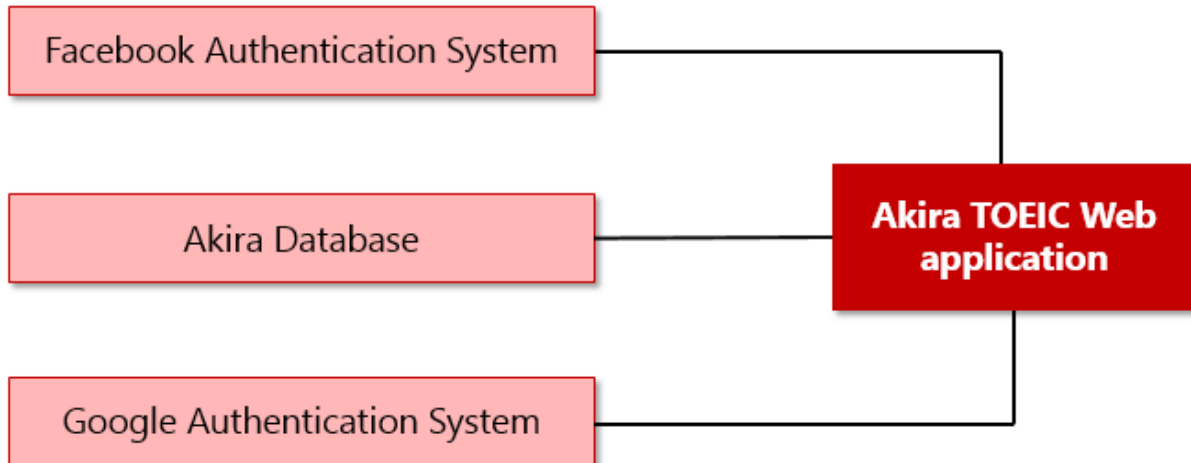 Facebook Authentication System
Akira Database
Akira TOEIC Web
application
Google Authentication System